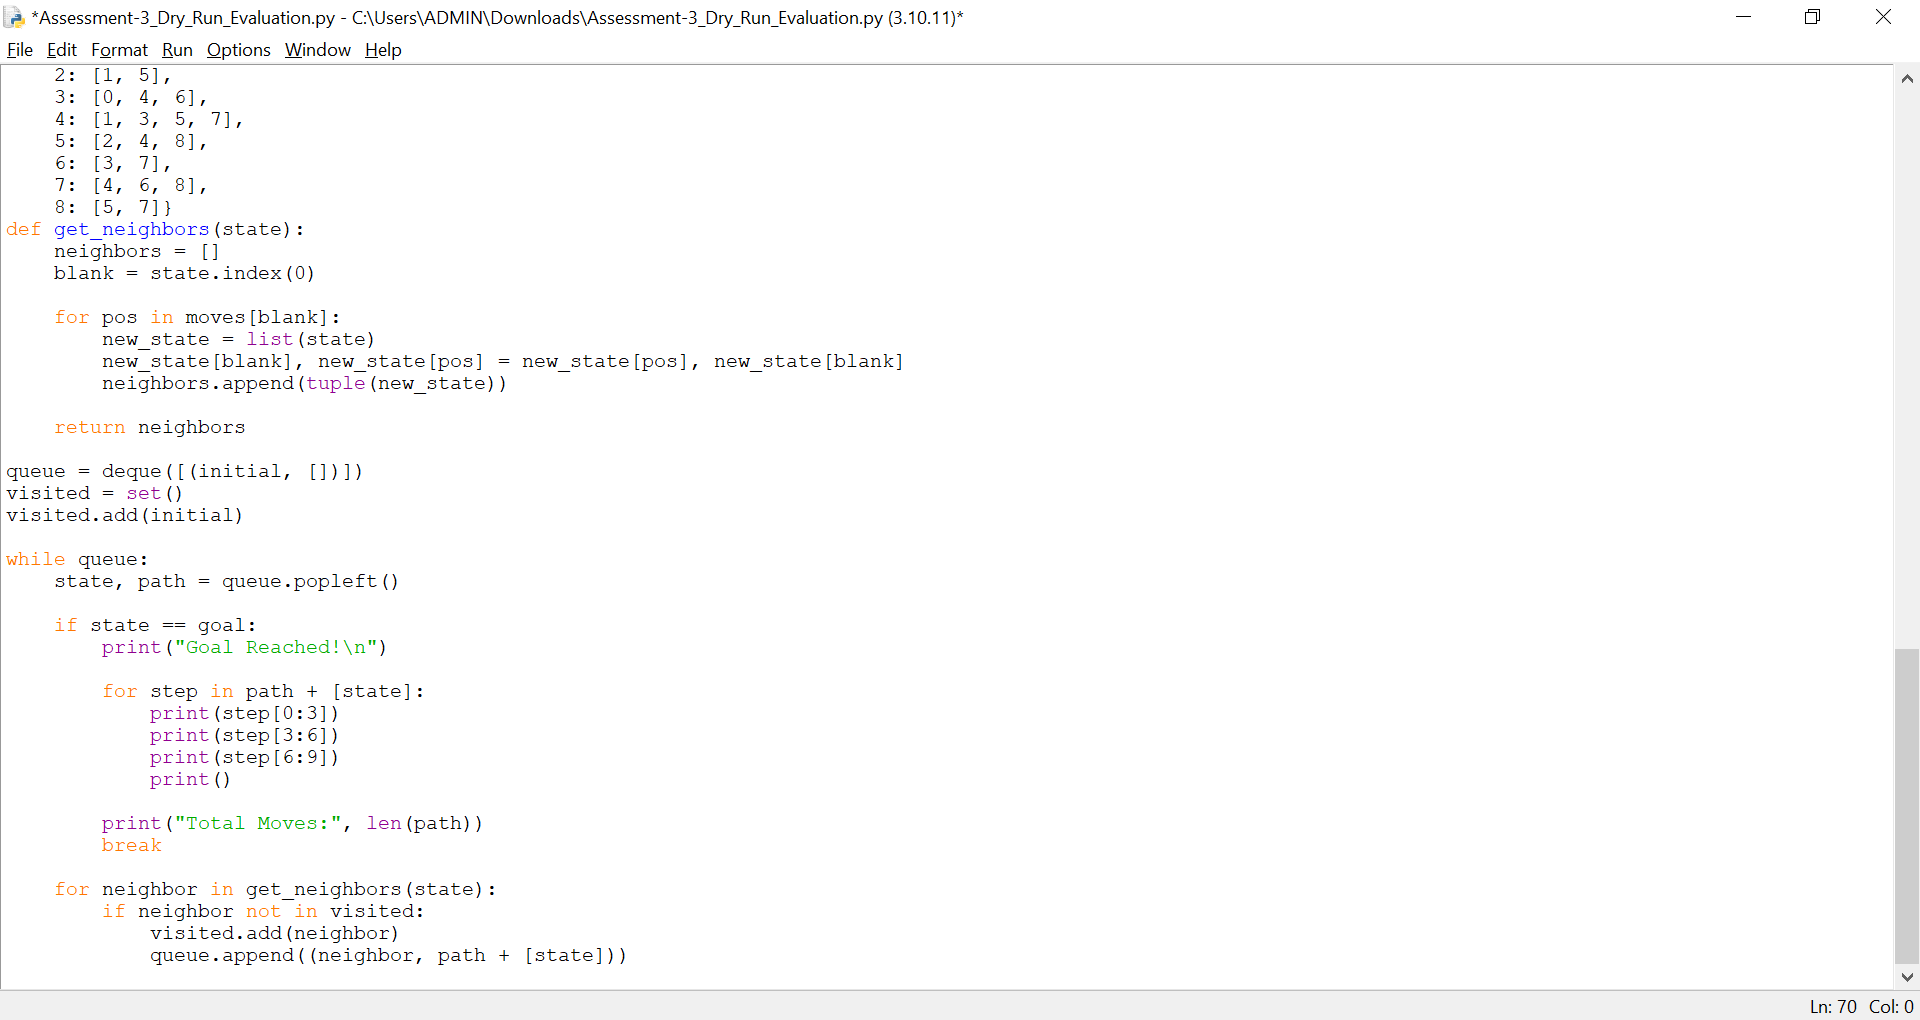 *Assessment-3_Dry_Run_Evaluation.py - C:\Users\ADMIN\Downloads\Assessment-3_Dry_Run_Evaluation.py (3.10.11)*
File Edit Format Run Options Window Help
    2: [1, 5],
    3: [0, 4, 6],
    4: [1, 3, 5, 7],
    5: [2, 4, 8],
    6: [3, 7],
    7: [4, 6, 8],
    8: [5, 7]}
def get_neighbors(state):
    neighbors = []
    blank = state.index(0)

    for pos in moves[blank]:
        new_state = list(state)
        new_state[blank], new_state[pos] = new_state[pos], new_state[blank]
        neighbors.append(tuple(new_state))

    return neighbors

queue = deque([(initial, [])])
visited = set()
visited.add(initial)

while queue:
    state, path = queue.popleft()

    if state == goal:
        print("Goal Reached!\n")

        for step in path + [state]:
            print(step[0:3])
            print(step[3:6])
            print(step[6:9])
            print()

        print("Total Moves:", len(path))
        break

    for neighbor in get_neighbors(state):
        if neighbor not in visited:
            visited.add(neighbor)
            queue.append((neighbor, path + [state]))
Ln: 70 Col: 0